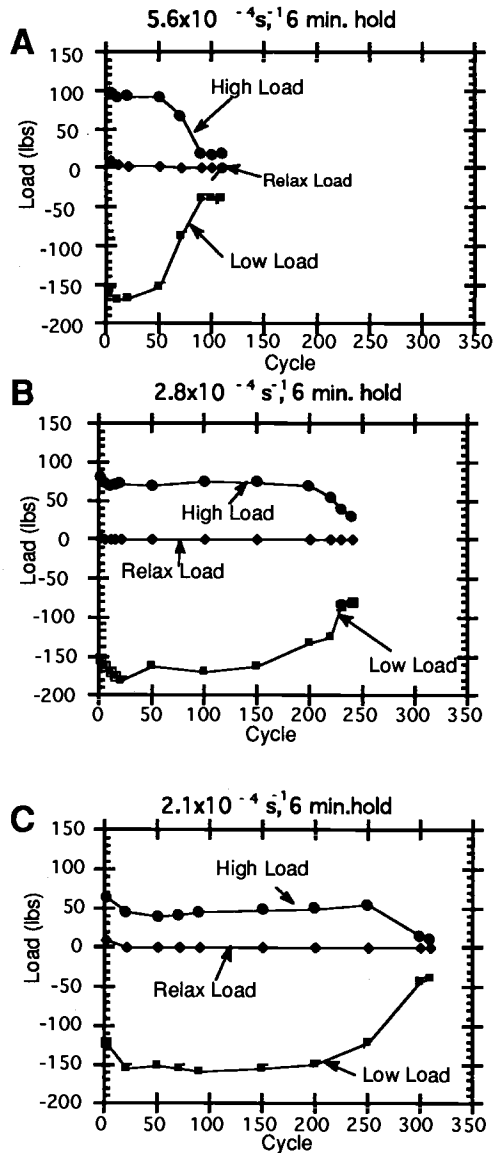 5.6x10 -4 s,-1 6 min. hold
A
150
100
50
0
-50
-100
-150
-200
Load (lbs)
High Load
Relax Load
Low Load
0 50 100 150 200 250 300 350
Cycle
2.8x10 -4 s,-1 6 min. hold
B
150
100
50
0
-50
-100
-150
-200
Load (lbs)
High Load
Relax Load
Low Load
0 50 100 150 200 250 300 350
Cycle
2.1x10 -4 s,-1 6 min.hold
C
150
100
50
0
-50
-100
-150
-200
Load (lbs)
High Load
Relax Load
Low Load
0 50 100 150 200 250 300 350
Cycle